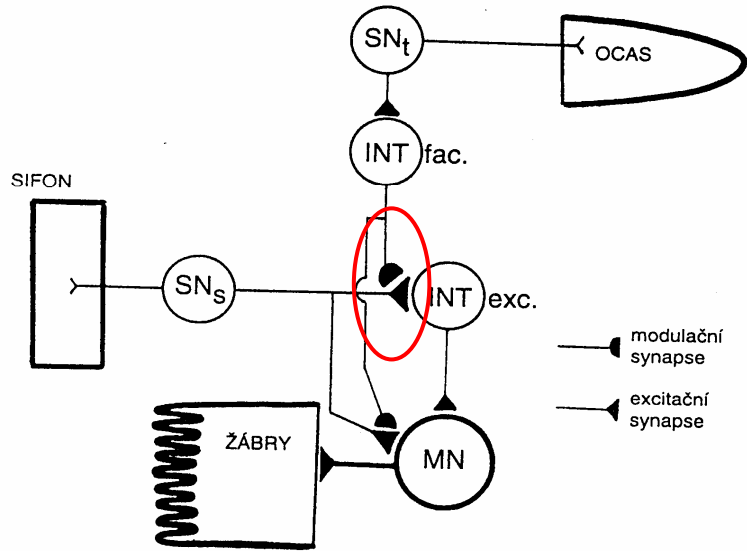 SNt
OCAS
INT fac.
SIFON
SNS
INT exc.
modulační
synapse
excitační
synapse
ŽÁBRY
MN